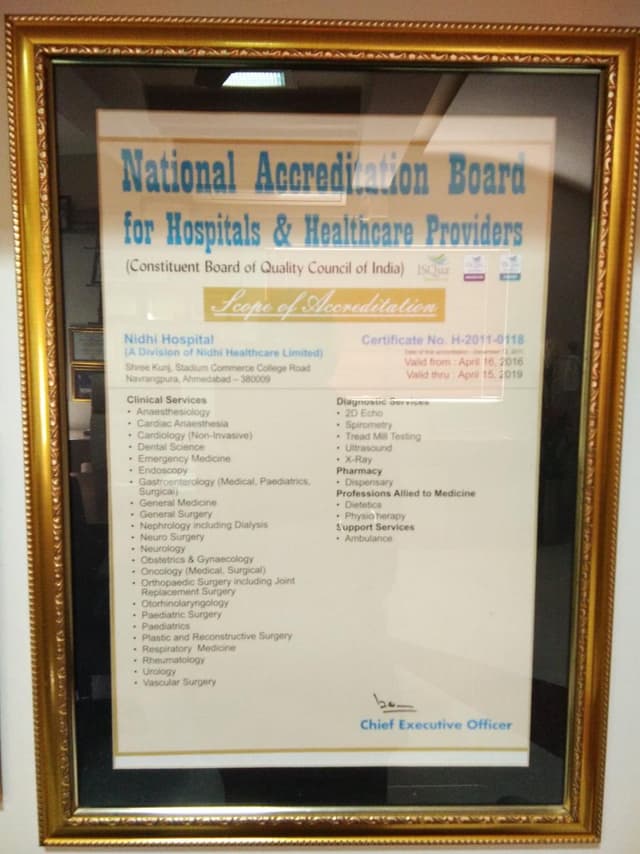 National Accreditation Board
for Hospitals & Healthcare Providers
(Constituent Board of Quality Council of India)
ISQua
Scope of Accreditation
Nidhi Hospital
(A Division of Nidhi Healthcare Limited)
Shree Kunj, Stadium Commerce College Road
Navrangpura, Ahmedabad – 380009
Certificate No. H-2011-0118
Valid from : April 16, 2016
Valid thru : April 15, 2019
Clinical Services
• Anaesthesiology
• Cardiac Anaesthesia
• Cardiology (Non-Invasive)
• Dental Science
• Emergency Medicine
• Endoscopy
• Gastroenterology (Medical, Paediatrics,
Surgical)
• General Medicine
• General Surgery
• Nephrology including Dialysis
• Neuro Surgery
• Neurology
• Obstetrics & Gynaecology
• Oncology (Medical, Surgical)
• Orthopaedic Surgery including Joint
Replacement Surgery
• Otorhinolaryngology
• Paediatric Surgery
• Paediatrics
• Plastic and Reconstructive Surgery
• Respiratory Medicine
• Rheumatology
• Urology
• Vascular Surgery
Diagnostic Services
• 2D Echo
• Spirometry
• Tread Mill Testing
• Ultrasound
• X-Ray
Pharmacy
• Dispensary
Professions Allied to Medicine
• Dietetics
• Physiotherapy
Support Services
• Ambulance
Chief Executive Officer